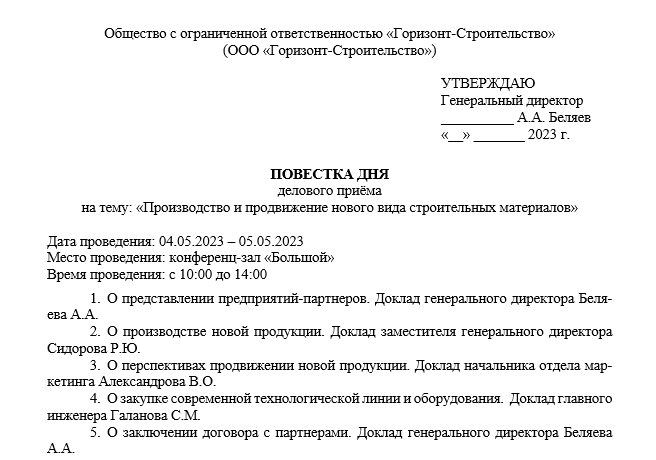 Общество с ограниченной ответственностью «Горизонт-Строительство»
(ООО «Горизонт-Строительство»)
УТВЕРЖДАЮ
Генеральный директор
__________ А.А. Беляев
«__» _______ 2023 г.
ПОВЕСТКА ДНЯ
делового приёма
на тему: «Производство и продвижение нового вида строительных материалов»
Дата проведения: 04.05.2023 – 05.05.2023
Место проведения: конференц-зал «Большой»
Время проведения: с 10:00 до 14:00
1. О представлении предприятий-партнеров. Доклад генерального директора Беля-
ева А.А.
2. О производстве новой продукции. Доклад заместителя генерального директора
Сидорова Р.Ю.
3. О перспективах продвижении новой продукции. Доклад начальника отдела мар-
кетинга Александрова В.О.
4. О закупке современной технологической линии и оборудования. Доклад главного
инженера Галанова С.М.
5. О заключении договора с партнерами. Доклад генерального директора Беляева
А.А.